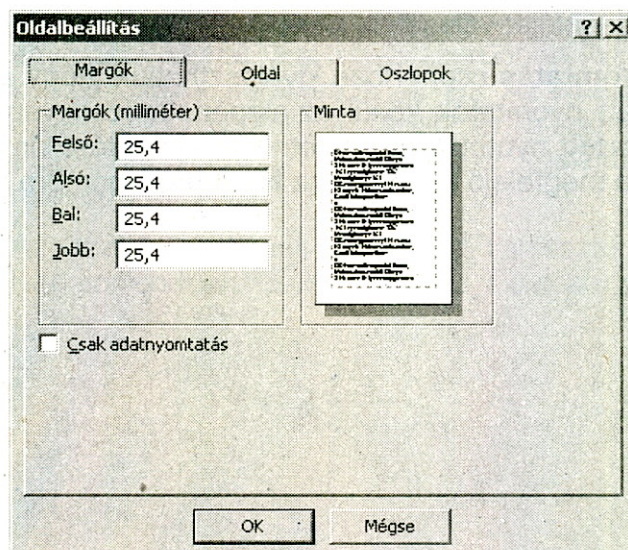 Oldalbeállítás
Margók Oldal Oszlopok
Margók (milliméter) Minta
Felső: 25,4
Alsó: 25,4
Bal: 25,4
Jobb: 25,4
Csak adatnyomtatás
OK Mégse